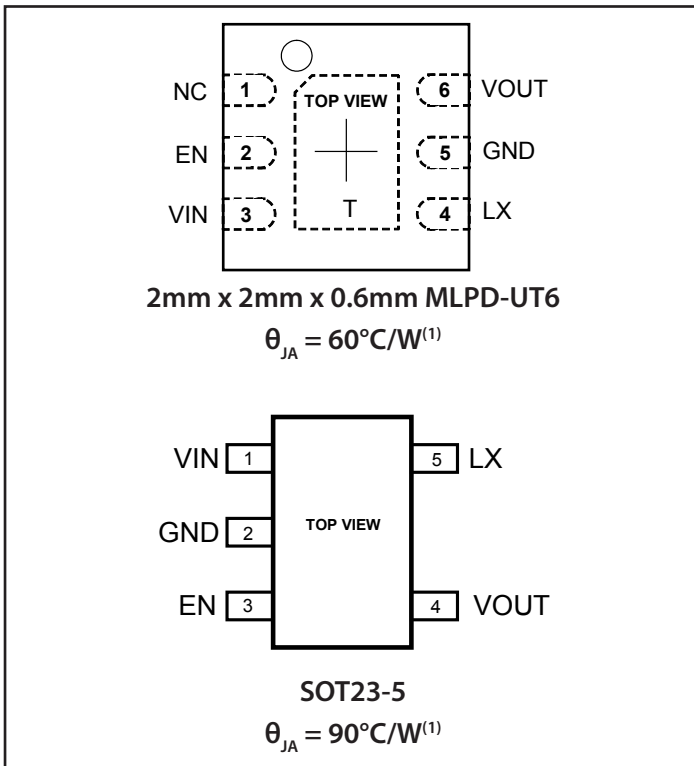 NC 1 TOP VIEW 6 VOUT
EN 2 5 GND
VIN 3 T 4 LX
2mm x 2mm x 0.6mm MLPD-UT6
θJA = 60°C/W(1)
VIN 1 5 LX
GND 2 TOP VIEW
EN 3 4 VOUT
SOT23-5
θJA = 90°C/W(1)